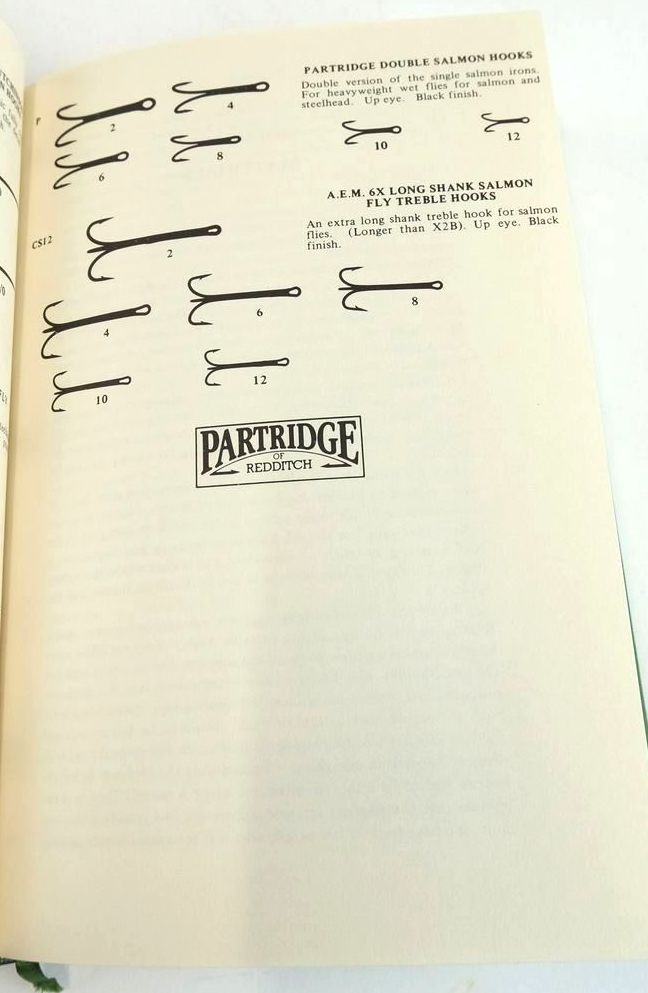 PARTRIDGE DOUBLE SALMON HOOKS
Double version of the single salmon irons.
For heavyweight wet flies for salmon and
steelhead. Up eye. Black finish.
P
2
4
6
8
10
12
A.E.M. 6X LONG SHANK SALMON
FLY TREBLE HOOKS
An extra long shank treble hook for salmon
flies. (Longer than X2B). Up eye. Black
finish.
CS12
2
4
6
8
10
12
PARTRIDGE
OF
REDDITCH